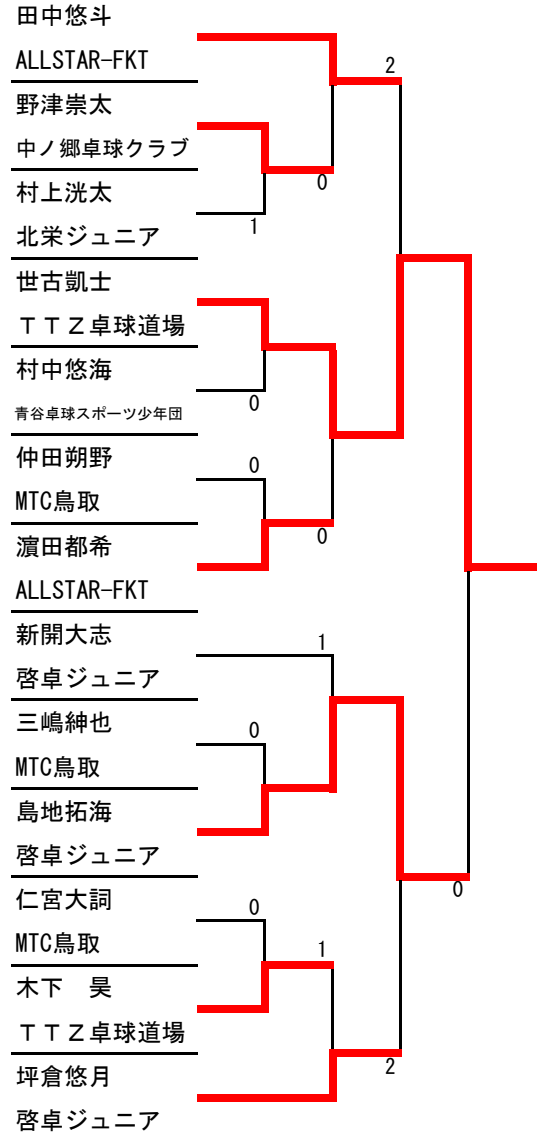 田中悠斗
ALLSTAR-FKT
2
野津崇太
中ノ郷卓球クラブ
0
村上洸太
1
北栄ジュニア
世古凱士
ＴＴＺ卓球道場
村中悠海
0
青谷卓球スポーツ少年団
仲田朔野
0
MTC鳥取
0
濵田都希
ALLSTAR-FKT
新開大志
1
啓卓ジュニア
三嶋紳也
0
MTC鳥取
島地拓海
啓卓ジュニア
0
仁宮大詞
0
MTC鳥取
1
木下　昊
ＴＴＺ卓球道場
2
坪倉悠月
啓卓ジュニア